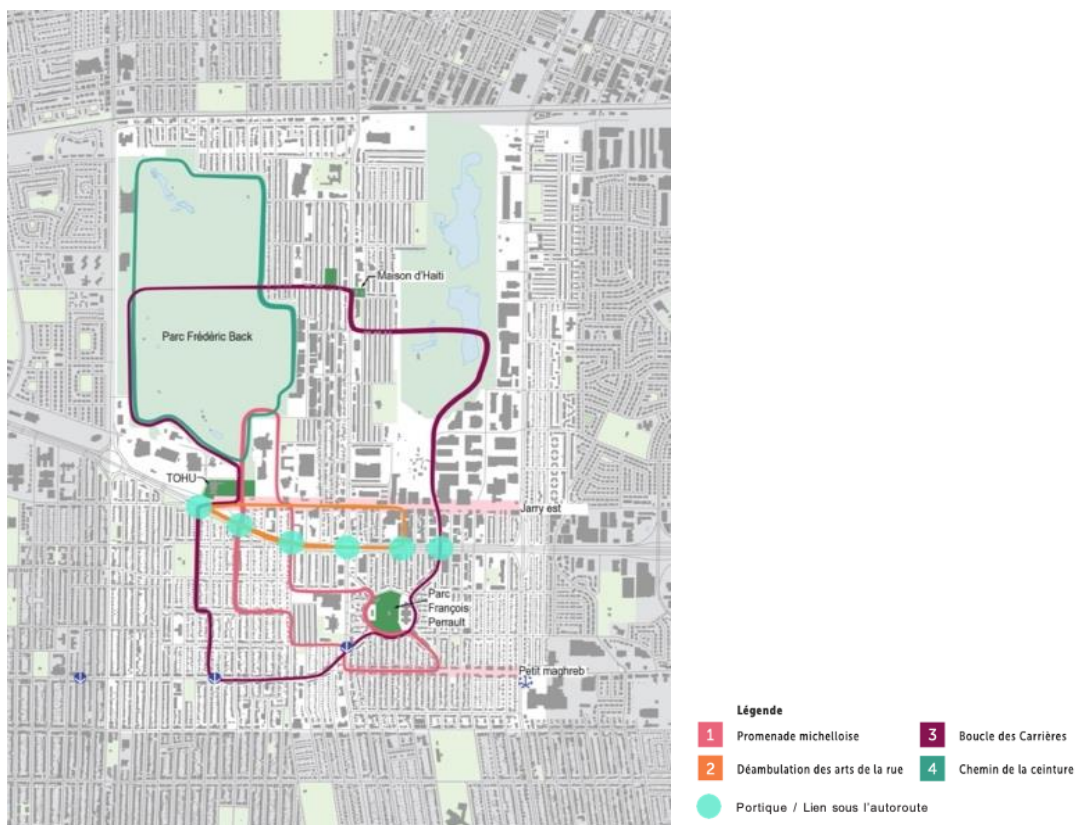 Maison d'Haïti
Parc Frédéric Back
TOHU
Jarry est
Parc
François
Perrault
Petit maghreb
Légende
1 Promenade michelloise
3 Boucle des Carrières
2 Déambulation des arts de la rue
4 Chemin de la ceinture
Portique / Lien sous l'autoroute